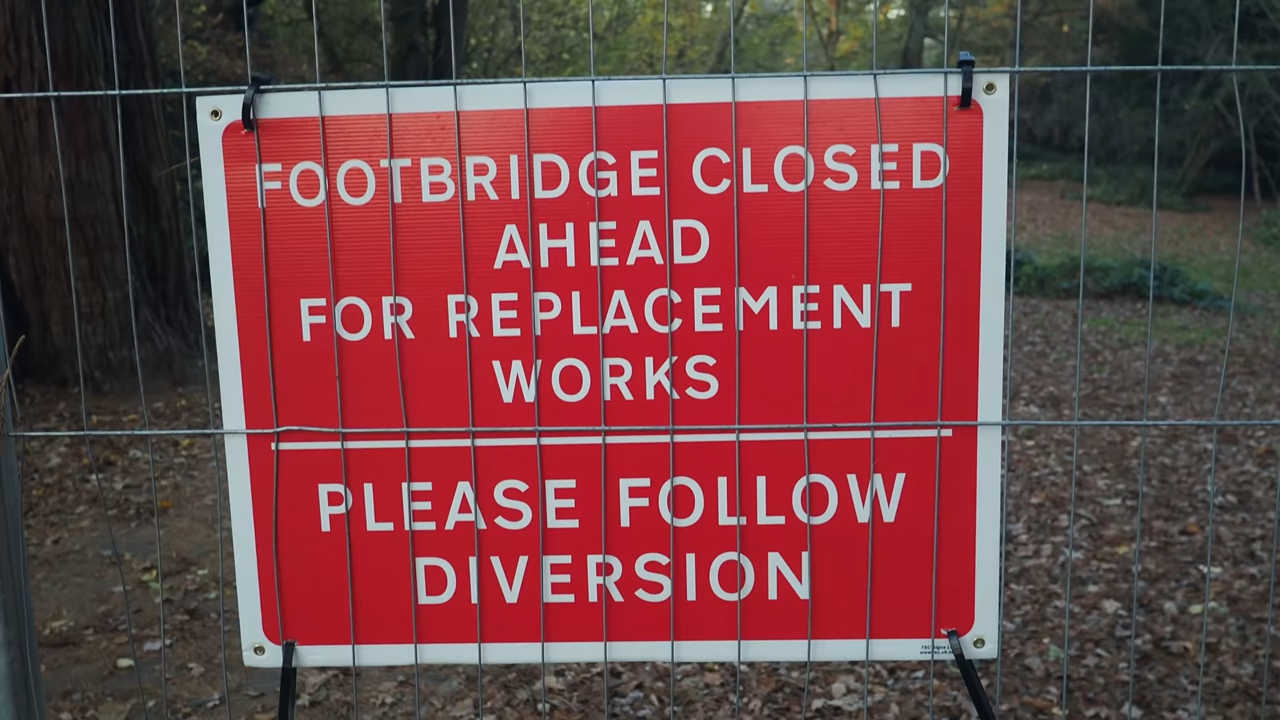 FOOTBRIDGE CLOSED
AHEAD
FOR REPLACEMENT
WORKS
PLEASE FOLLOW
DIVERSION